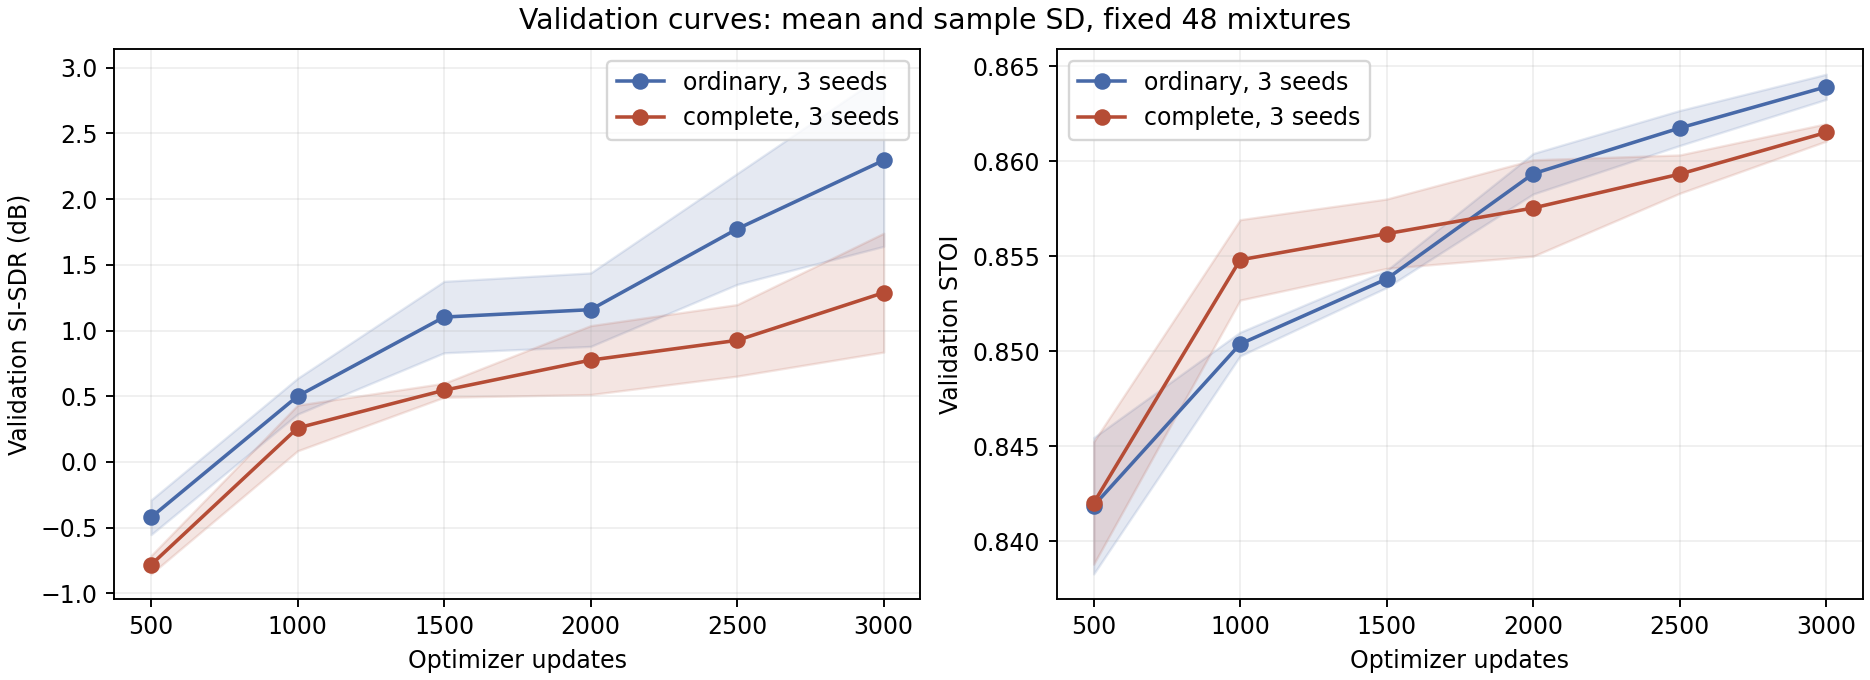 Validation curves: mean and sample SD, fixed 48 mixtures
Validation SI-SDR (dB)
3.0
2.5
2.0
1.5
1.0
0.5
0.0
−0.5
−1.0
ordinary, 3 seeds
complete, 3 seeds
500 1000 1500 2000 2500 3000
Optimizer updates
Validation STOI
0.865
0.860
0.855
0.850
0.845
0.840
ordinary, 3 seeds
complete, 3 seeds
500 1000 1500 2000 2500 3000
Optimizer updates